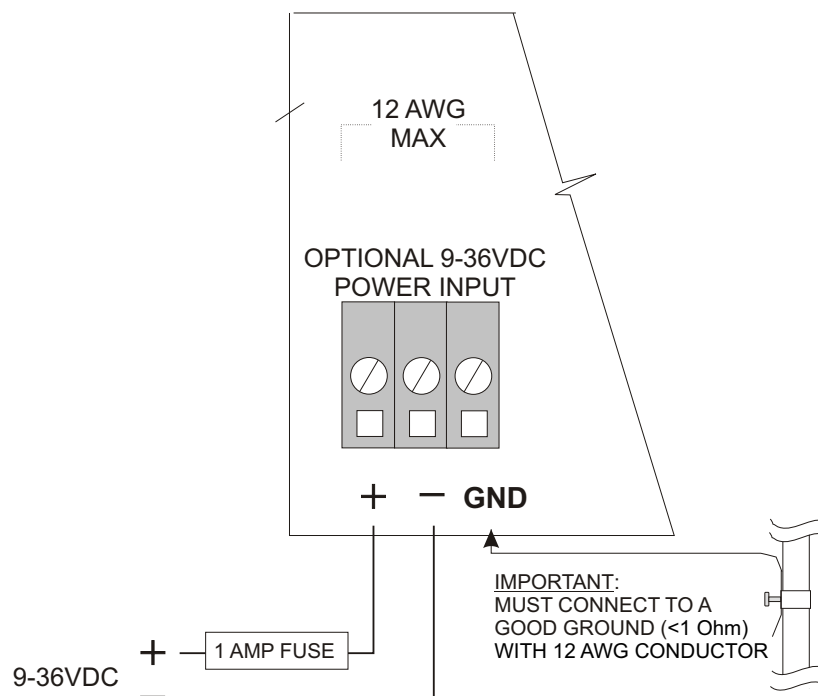 12 AWG
MAX
OPTIONAL 9-36VDC
POWER INPUT
+ − GND
IMPORTANT:
MUST CONNECT TO A
GOOD GROUND (<1 Ohm)
WITH 12 AWG CONDUCTOR
+ 1 AMP FUSE
9-36VDC
−